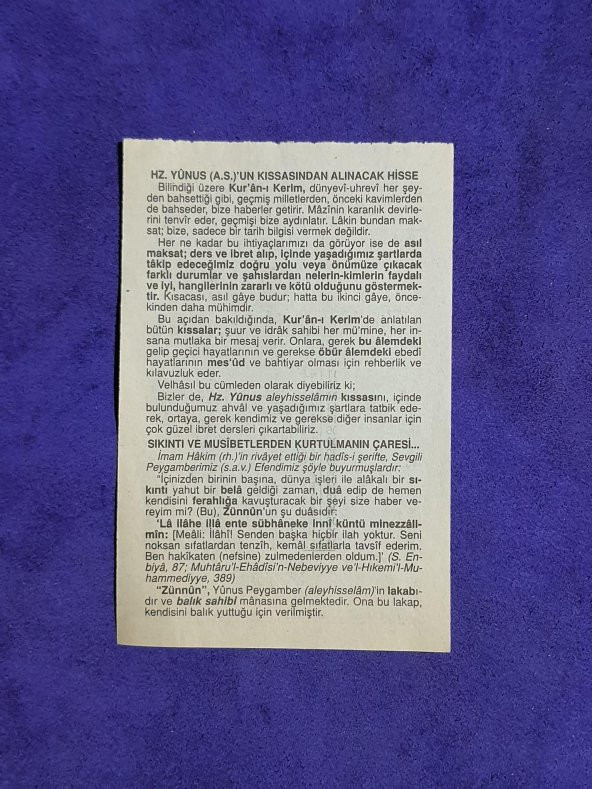 HZ. YÛNUS (A.S.)'UN KISSASINDAN ALINACAK HİSSE
Bilindiği üzere Kur'ân-ı Kerim, dünyevî-uhrevî her şey-
den bahsettiği gibi, geçmiş milletlerden, önceki kavimlerden
de bahseder, bize haberler getirir. Mâzînin karanlık devirle-
rini tenvîr eder, geçmişi bize aydınlatır. Lâkin bundan mak-
sat; bize, sadece bir tarih bilgisi vermek değildir.
Her ne kadar bu ihtiyaçlarımızı da görüyor ise de asıl
maksat; ders ve ibret alıp, içinde yaşadığımız şartlarda
tâkip edeceğimiz doğru yolu veya önümüze çıkacak
farklı durumlar ve şahıslardan nelerin-kimlerin faydalı
ve iyi, hangilerinin zararlı ve kötü olduğunu göstermek-
tir. Kısacası, asıl gâye budur; hatta bu ikinci gâye, önce-
kinden daha mühimdir.
Bu açıdan bakıldığında, Kur'ân-ı Kerim'de anlatılan
bütün kıssalar; şuur ve idrâk sahibi her mü'mine, her in-
sana mutlaka bir mesaj verir. Onlara, gerek bu âlemdeki
gelip geçici hayatlarının ve gerekse öbür âlemdeki ebedî
hayatlarının mes'ûd ve bahtiyar olması için rehberlik ve
kılavuzluk eder.
Velhâsıl bu cümleden olarak diyebiliriz ki;
Bizler de, Hz. Yûnus aleyhisselâmın kıssasını, içinde
bulunduğumuz ahvâl ve yaşadığımız şartlara tatbik ede-
rek, ortaya, gerek kendimiz ve gerekse diğer insanlar için
çok güzel ibret dersleri çıkartabiliriz.
SIKINTI VE MUSİBETLERDEN KURTULMANIN ÇARESİ...
İmam Hâkim (rh.)'in rivâyet ettiği bir hadîs-i şerifte, Sevgili
Peygamberimiz (s.a.v.) Efendimiz şöyle buyurmuşlardır:
"İçinizden birinin başına, dünya işleri ile alâkalı bir sı-
kıntı yahut bir belâ geldiği zaman, duâ edip de hemen
kendisini ferahlığa kavuşturacak bir şeyi size haber ve-
reyim mi? (Bu), Zünnûn'un şu duâsıdır:
'Lâ ilâhe illâ ente sübhâneke innî küntü minezzâli-
mîn: [Meâli: İlâhî! Senden başka hiçbir ilah yoktur. Seni
noksan sıfatlardan tenzîh, kemâl sıfatlarla tavsif ederim.
Ben hakîkaten (nefsine) zulmedenlerden oldum.]' (S. En-
biyâ, 87; Muhtâru'l-Ehâdîsi'n-Nebeviyye ve'l-Hıkemi'l-Mu-
hammediyye, 389)
"Zünnûn", Yûnus Peygamber (aleyhisselâm)'in lakabı-
dır ve balık sahibi mânasına gelmektedir. Ona bu lakap,
kendisini balık yuttuğu için verilmiştir.